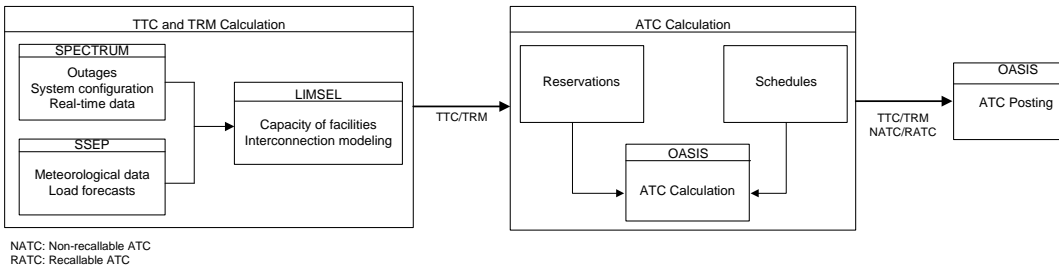 TTC and TRM Calculation
SPECTRUM
Outages
System configuration
Real-time data
SSEP
Meteorological data
Load forecasts
LIMSEL
Capacity of facilities
Interconnection modeling
TTC/TRM
ATC Calculation
Reservations
Schedules
OASIS
ATC Calculation
TTC/TRM
NATC/RATC
OASIS
ATC Posting
NATC: Non-recallable ATC
RATC: Recallable ATC